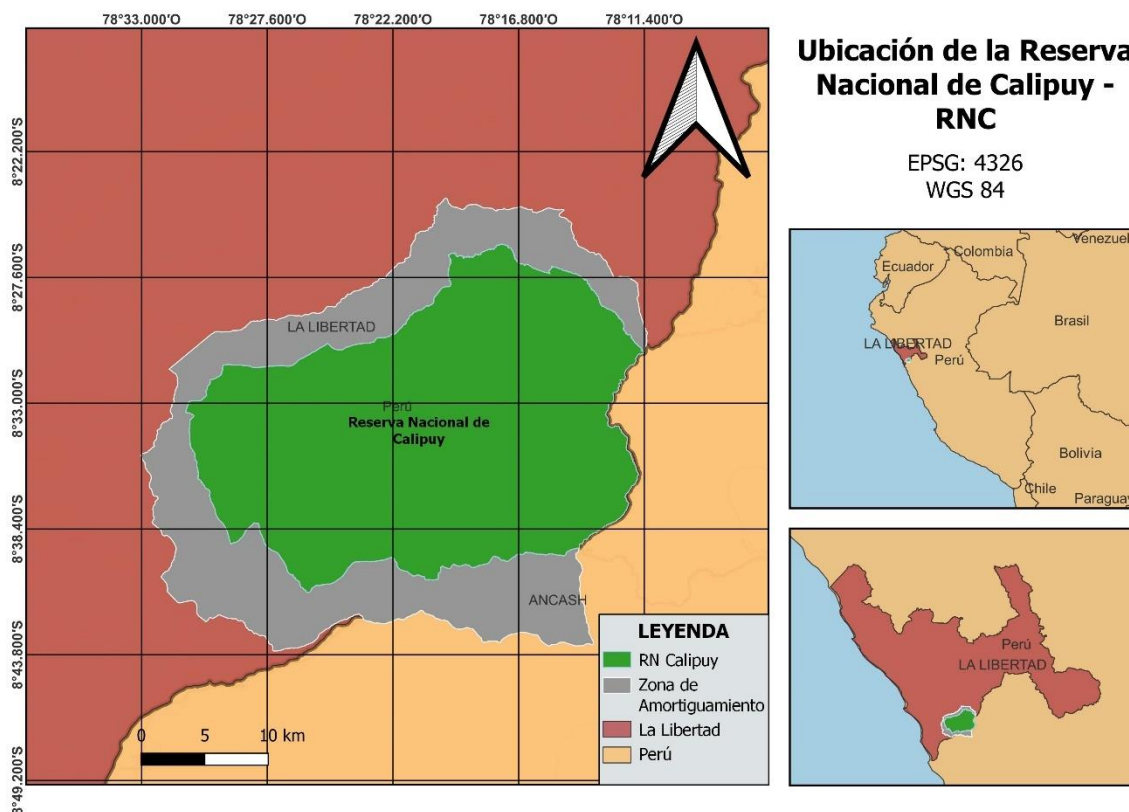 78°33.000'O 78°27.600'O 78°22.200'O 78°16.800'O 78°11.400'O
8°22.200'S
8°27.600'S
8°33.000'S
8°38.400'S
8°43.800'S
8°49.200'S
LA LIBERTAD
Perú
Reserva Nacional de
Calipuy
ANCASH
0 5 10 km
LEYENDA
RN Calipuy
Zona de
Amortiguamiento
La Libertad
Perú
Ubicación de la Reserva
Nacional de Calipuy -
RNC
EPSG: 4326
WGS 84
Venezuel
Colombia
Ecuador
Brasil
LA LIBERTAD
Perú
Bolivia
Chile
Paraguay
Perú
LA LIBERTAD